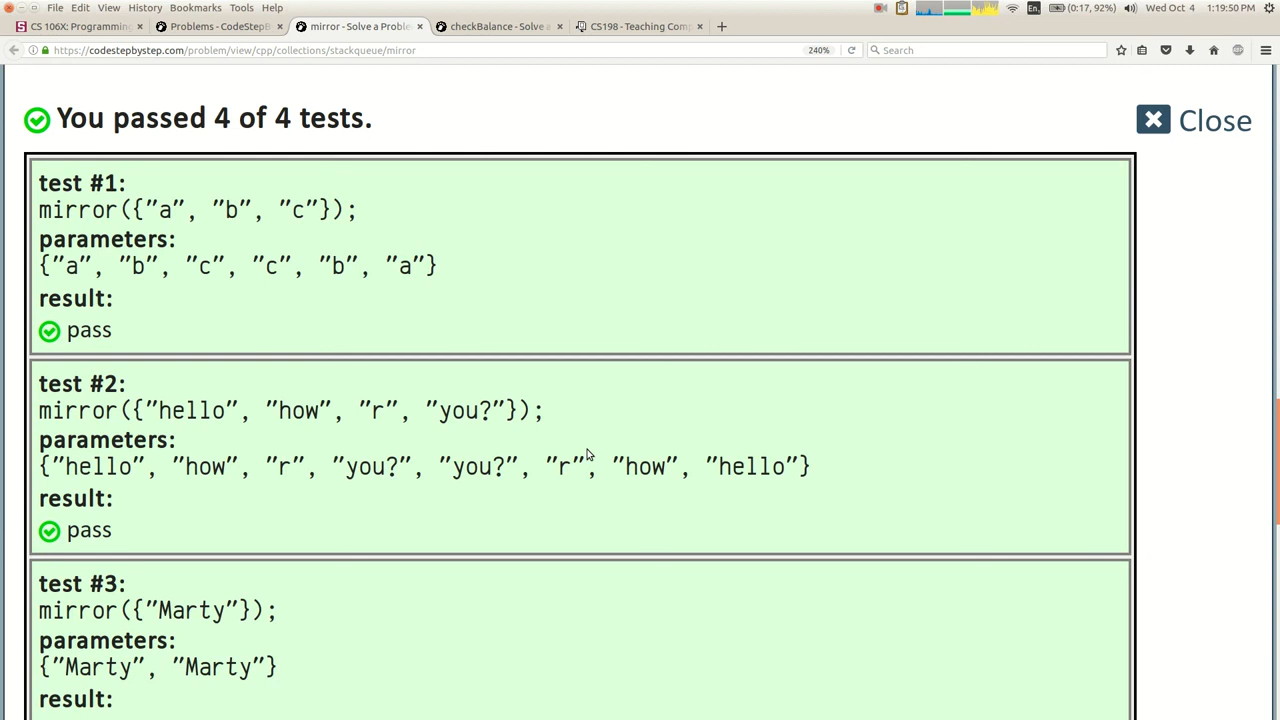 File Edit View History Bookmarks Tools Help
En (0:17, 92%) Wed Oct 4 1:19:50 PM
CS 106X: Programming
Problems - CodeStepB
mirror - Solve a Proble
checkBalance - Solve a
CS198 - Teaching Com
https://codestepbystep.com/problem/view/cpp/collections/stackqueue/mirror
240%
Search
You passed 4 of 4 tests.
Close
test #1:
mirror({"a", "b", "c"});
parameters:
{"a", "b", "c", "c", "b", "a"}
result:
pass
test #2:
mirror({"hello", "how", "r", "you?"});
parameters:
{"hello", "how", "r", "you?", "you?", "r", "how", "hello"}
result:
pass
test #3:
mirror({"Marty"});
parameters:
{"Marty", "Marty"}
result: